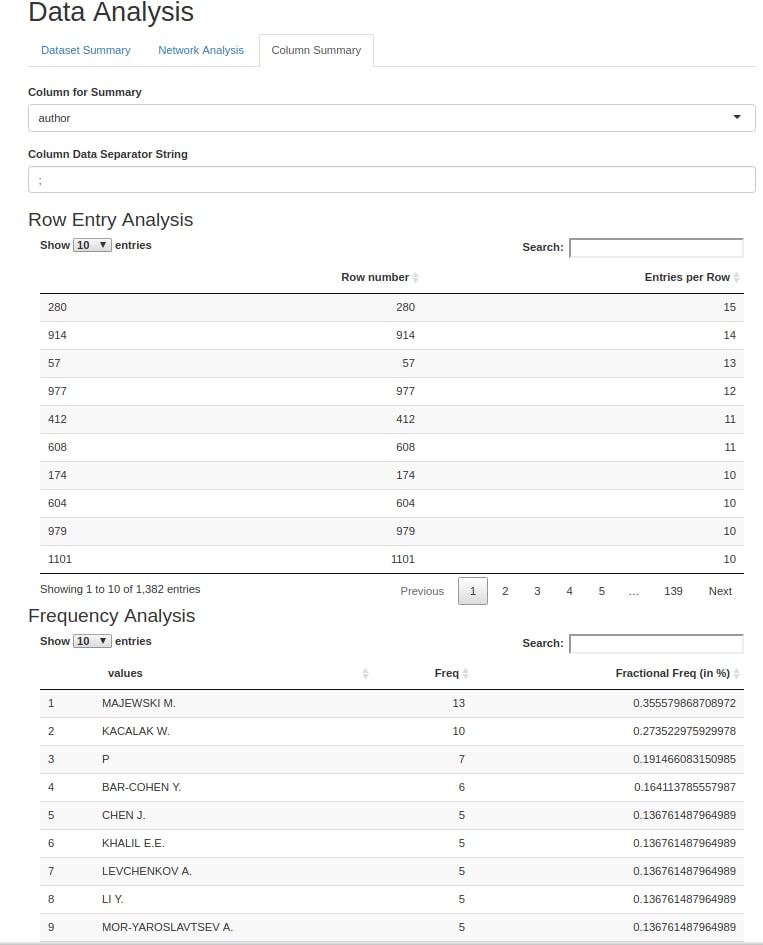 Data Analysis
Dataset Summary Network Analysis Column Summary
Column for Summary
author
Column Data Separator String
;
Row Entry Analysis
Show 10 entries Search:
Row number Entries per Row
280 280 15
914 914 14
57 57 13
977 977 12
412 412 11
608 608 11
174 174 10
604 604 10
979 979 10
1101 1101 10
Showing 1 to 10 of 1,382 entries Previous 1 2 3 4 5 … 139 Next
Frequency Analysis
Show 10 entries Search:
values Freq Fractional Freq (in %)
1 MAJEWSKI M. 13 0.355579868708972
2 KACALAK W. 10 0.273522975929978
3 P 7 0.191466083150985
4 BAR-COHEN Y. 6 0.164113785557987
5 CHEN J. 5 0.136761487964989
6 KHALIL E.E. 5 0.136761487964989
7 LEVCHENKOV A. 5 0.136761487964989
8 LI Y. 5 0.136761487964989
9 MOR-YAROSLAVTSEV A. 5 0.136761487964989